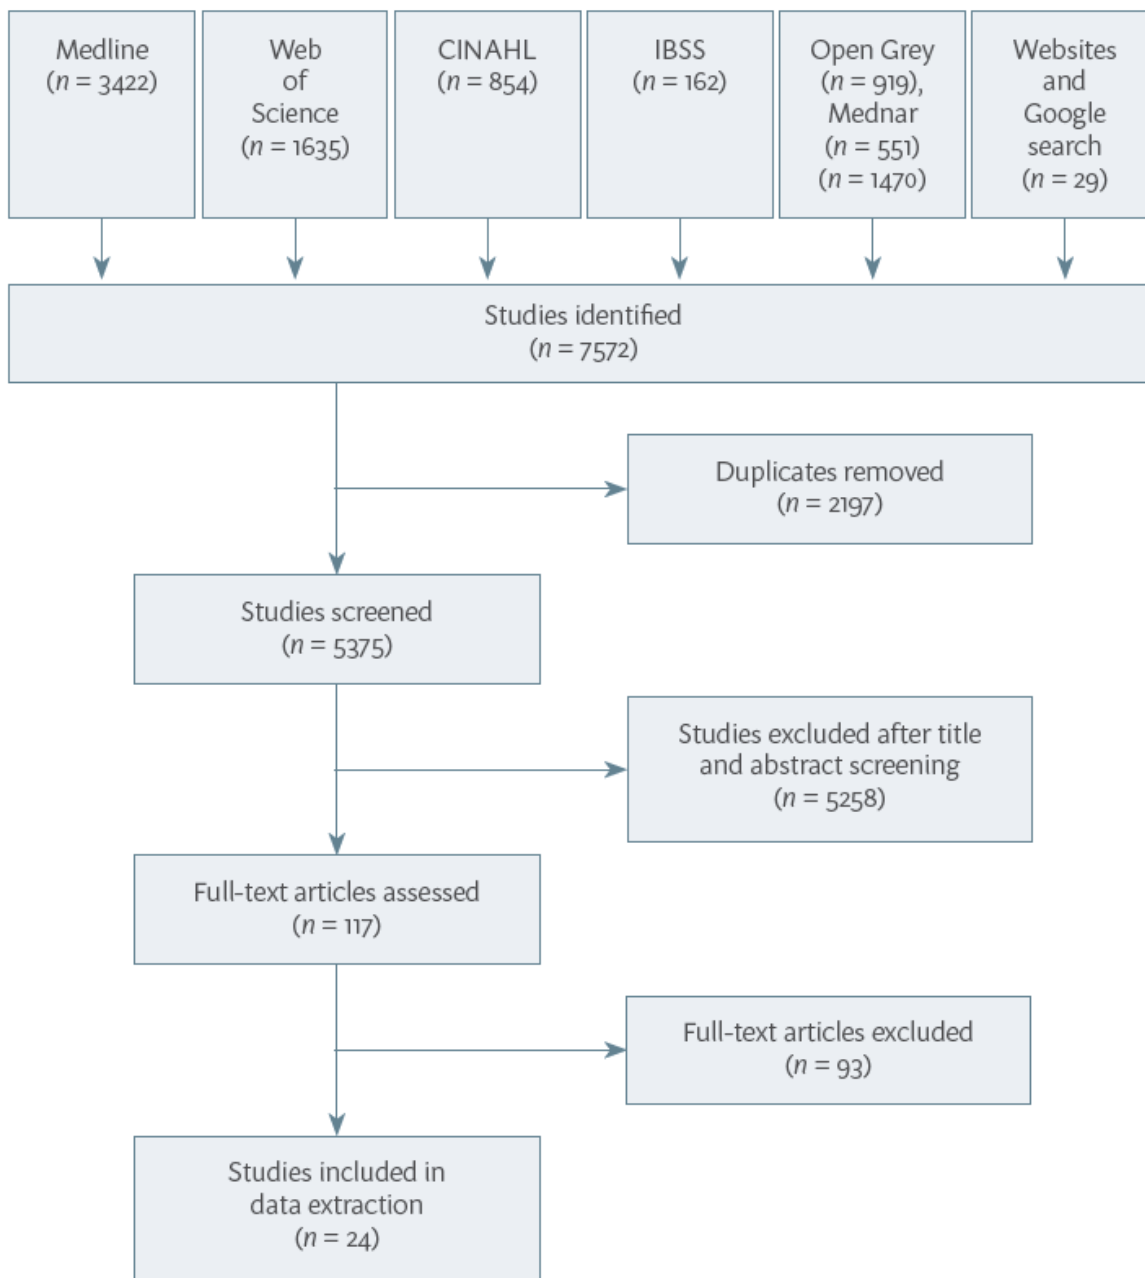 Medline
(n = 3422)
Web
of
Science
(n = 1635)
CINAHL
(n = 854)
IBSS
(n = 162)
Open Grey
(n = 919),
Mednar
(n = 551)
(n = 1470)
Websites
and
Google
search
(n = 29)
Studies identified
(n = 7572)
Duplicates removed
(n = 2197)
Studies screened
(n = 5375)
Studies excluded after title
and abstract screening
(n = 5258)
Full-text articles assessed
(n = 117)
Full-text articles excluded
(n = 93)
Studies included in
data extraction
(n = 24)